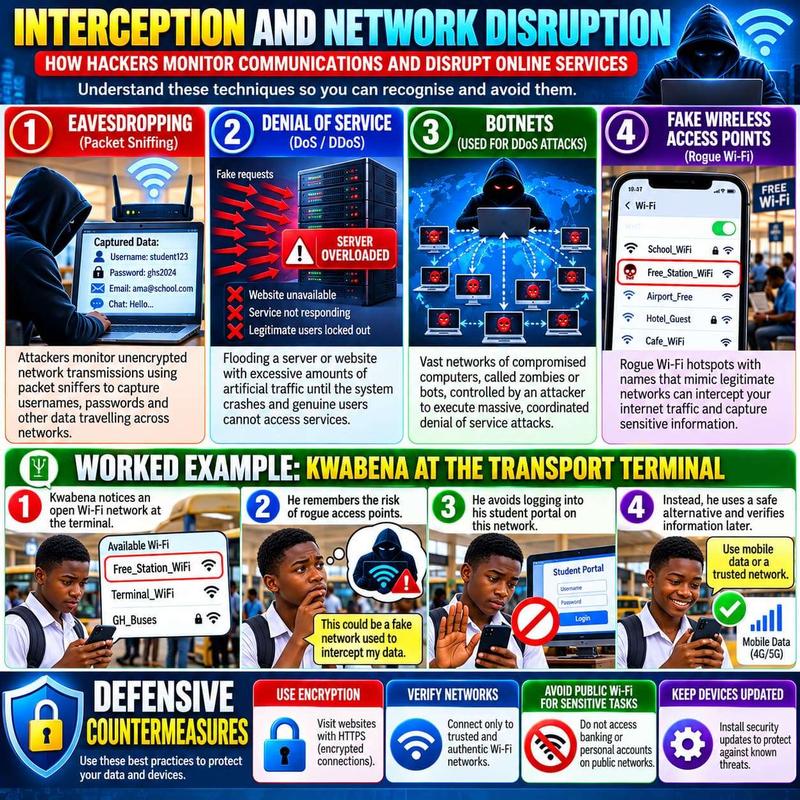 INTERCEPTION AND NETWORK DISRUPTION
HOW HACKERS MONITOR COMMUNICATIONS AND DISRUPT ONLINE SERVICES
Understand these techniques so you can recognise and avoid them.
1
EAVESDROPPING
(Packet Sniffing)
Captured Data:
Username: student123
Password: ghs2024
Email: ama@school.com
Chat: Hello...
Attackers monitor unencrypted
network transmissions using
packet sniffers to capture
usernames, passwords and
other data travelling across
networks.
2
DENIAL OF SERVICE
(DoS / DDoS)
Fake requests
SERVER
OVERLOADED
Website unavailable
Service not responding
Legitimate users locked out
Flooding a server or website
with excessive amounts of
artificial traffic until the system
crashes and genuine users
cannot access services.
3
BOTNETS
(USED FOR DDoS ATTACKS)
Vast networks of compromised
computers, called zombies or
bots, controlled by an attacker
to execute massive, coordinated
denial of service attacks.
4
FAKE WIRELESS
ACCESS POINTS
(Rogue Wi-Fi)
FREE
Wi-Fi
Wi-Fi
School_WiFi
Free_Station_WiFi
Airport_Free
Hotel_Guest
Cafe_WiFi
Rogue Wi-Fi hotspots with
names that mimic legitimate
networks can intercept your
internet traffic and capture
sensitive information.
WORKED EXAMPLE: KWABENA AT THE TRANSPORT TERMINAL
1
Kwabena notices an
open Wi-Fi network at
the terminal.
Available Wi-Fi
Free_Station_WiFi
Terminal_WiFi
GH_Buses
2
He remembers the risk
of rogue access points.
This could be a fake
network used to
intercept my data.
3
He avoids logging into
his student portal on
this network.
Student Portal
Username
Password
Login
4
Instead, he uses a safe
alternative and verifies
information later.
Use mobile
data or a
trusted network.
Mobile Data
(4G/5G)
DEFENSIVE
COUNTERMEASURES
Use these best practices to protect
your data and devices.
USE ENCRYPTION
Visit websites
with HTTPS
(encrypted
connections).
VERIFY NETWORKS
Connect only to
trusted and
authentic Wi-Fi
networks.
AVOID PUBLIC Wi-Fi
FOR SENSITIVE TASKS
Do not access
banking or
personal accounts
on public networks.
KEEP DEVICES UPDATED
Install security
updates to protect
against known
threats.